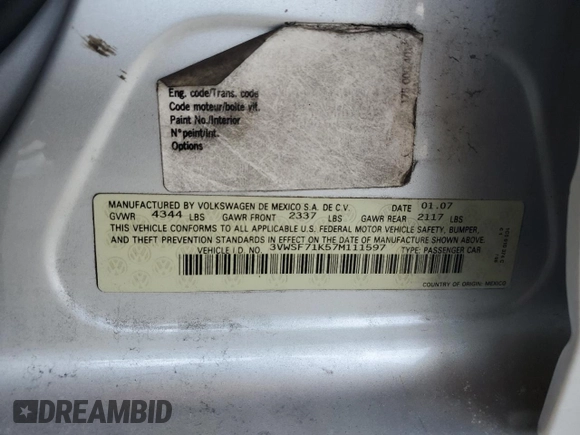 Eng. code/Trans. code
Code moteur/boite vit.
Paint No./Interior
N° peint/int.
Options
MANUFACTURED BY VOLKSWAGEN DE MEXICO S.A. DE C.V. DATE 01.07
GVWR 4344 LBS GAWR FRONT 2337 LBS GAWR REAR 2117 LBS
THIS VEHICLE CONFORMS TO ALL APPLICABLE U.S. FEDERAL MOTOR VEHICLE SAFETY, BUMPER,
AND THEFT PREVENTION STANDARDS IN EFFECT ON THE DATE OF MANUFACTURE SHOWN ABOVE.
VEHICLE I.D. NO. 3VWSF71K57M111597 TYPE: PASSENGER CAR
COUNTRY OF ORIGIN: MEXICO
DREAMBID